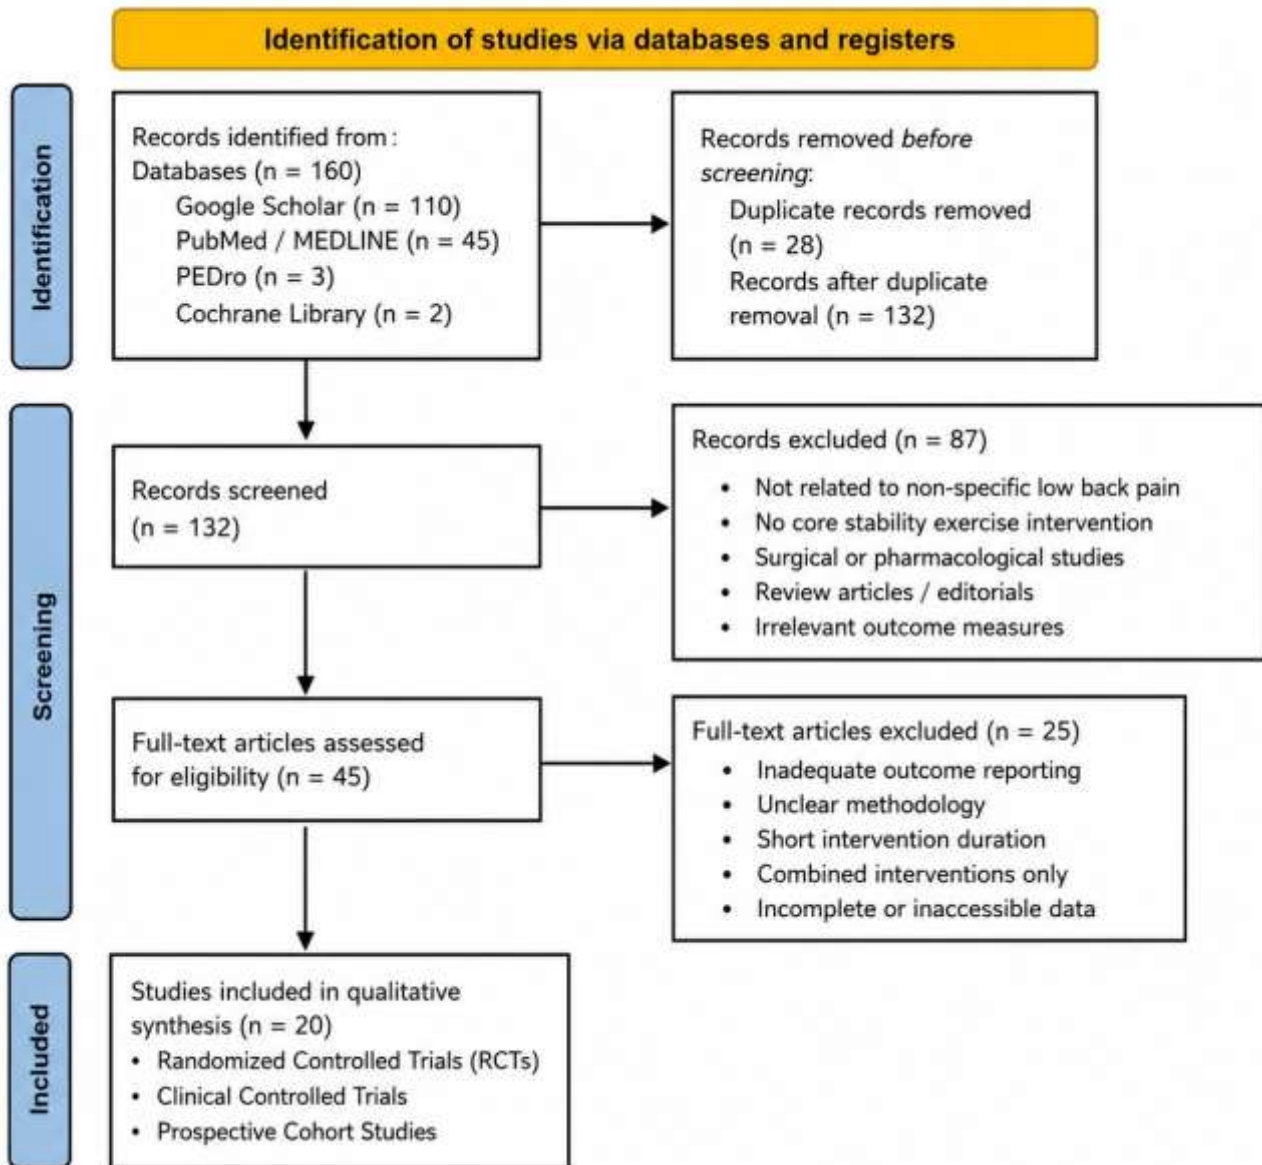 Identification of studies via databases and registers
Identification
Records identified from :
Databases (n = 160)
Google Scholar (n = 110)
PubMed / MEDLINE (n = 45)
PEDro (n = 3)
Cochrane Library (n = 2)
Records removed before
screening:
Duplicate records removed
(n = 28)
Records after duplicate
removal (n = 132)
Screening
Records screened
(n = 132)
Records excluded (n = 87)
• Not related to non-specific low back pain
• No core stability exercise intervention
• Surgical or pharmacological studies
• Review articles / editorials
• Irrelevant outcome measures
Full-text articles assessed
for eligibility (n = 45)
Full-text articles excluded (n = 25)
• Inadequate outcome reporting
• Unclear methodology
• Short intervention duration
• Combined interventions only
• Incomplete or inaccessible data
Included
Studies included in qualitative
synthesis (n = 20)
• Randomized Controlled Trials (RCTs)
• Clinical Controlled Trials
• Prospective Cohort Studies